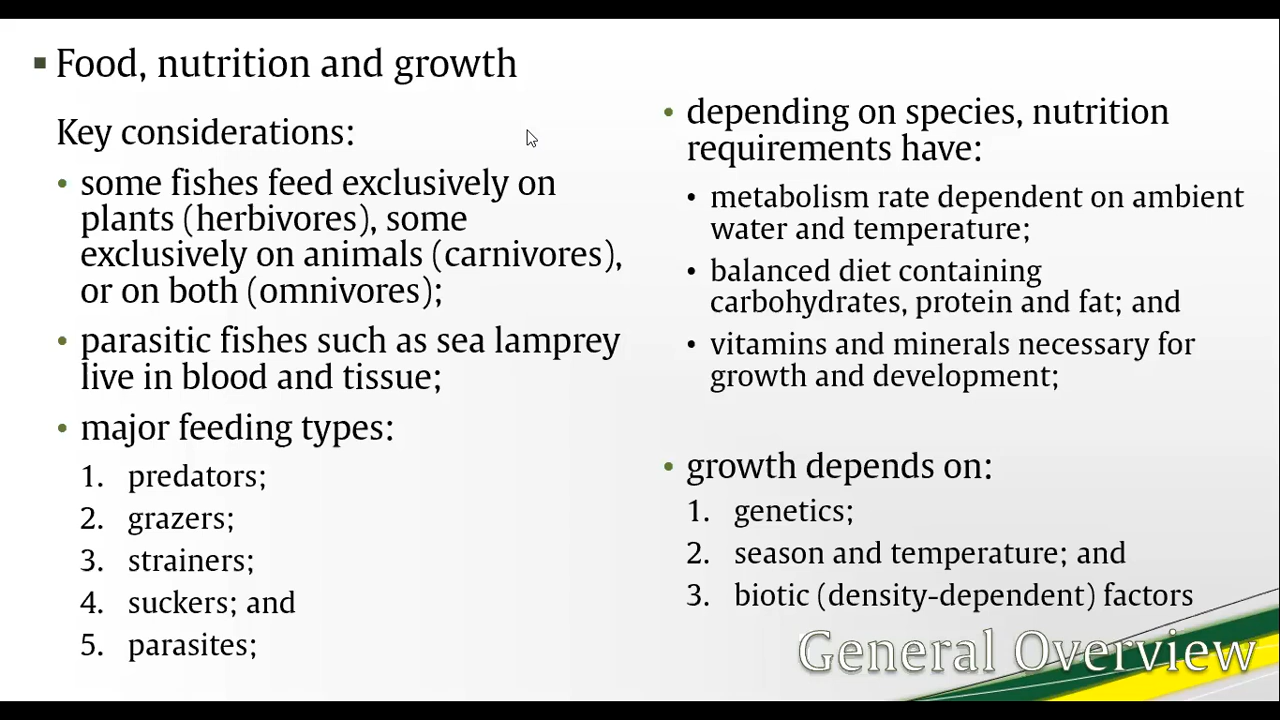 Food, nutrition and growth
Key considerations:
• some fishes feed exclusively on
plants (herbivores), some
exclusively on animals (carnivores),
or on both (omnivores);
• parasitic fishes such as sea lamprey
live in blood and tissue;
• major feeding types:
1. predators;
2. grazers;
3. strainers;
4. suckers; and
5. parasites;
• depending on species, nutrition
requirements have:
• metabolism rate dependent on ambient
water and temperature;
• balanced diet containing
carbohydrates, protein and fat; and
• vitamins and minerals necessary for
growth and development;
• growth depends on:
1. genetics;
2. season and temperature; and
3. biotic (density-dependent) factors
General Overview